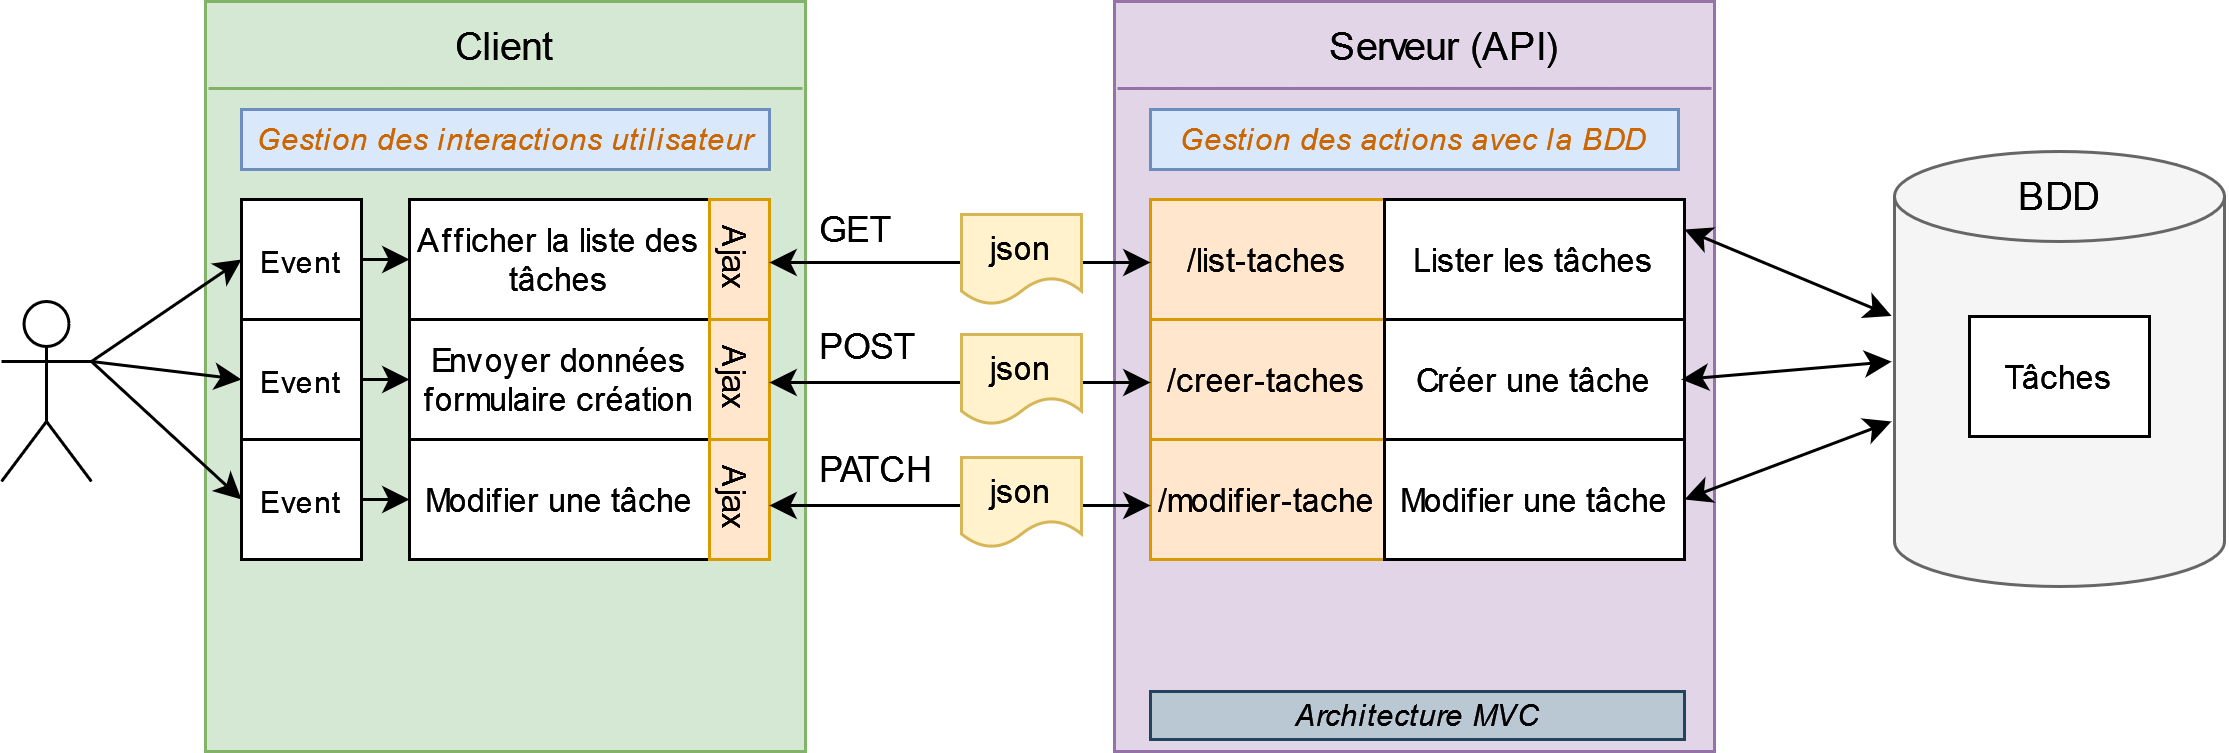 Client
Gestion des interactions utilisateur
Event
Afficher la liste des
tâches
Ajax
Event
Envoyer données
formulaire création
Ajax
Event
Modifier une tâche
Ajax
GET
json
POST
json
PATCH
json
Serveur (API)
Gestion des actions avec la BDD
/list-taches
Lister les tâches
/creer-taches
Créer une tâche
/modifier-tache
Modifier une tâche
Architecture MVC
BDD
Tâches